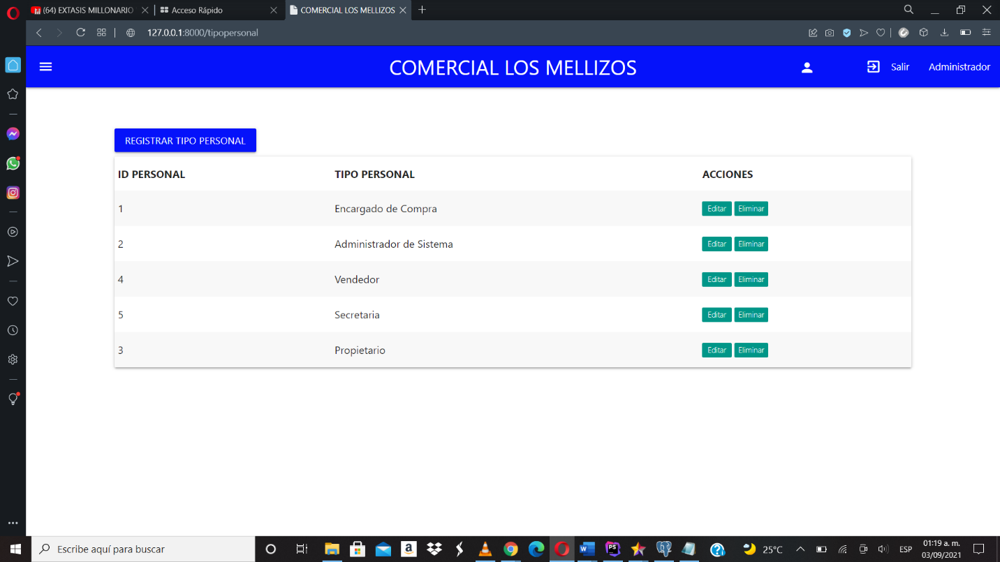 (64) EXTASIS MILLONARIO
Acceso Rápido
COMERCIAL LOS MELLIZOS
127.0.0.1:8000/tipopersonal
COMERCIAL LOS MELLIZOS
Salir
Administrador
REGISTRAR TIPO PERSONAL
ID PERSONAL TIPO PERSONAL ACCIONES
1 Encargado de Compra Editar Eliminar
2 Administrador de Sistema Editar Eliminar
4 Vendedor Editar Eliminar
5 Secretaria Editar Eliminar
3 Propietario Editar Eliminar
Escribe aquí para buscar
25°C
ESP
01:19 a. m.
03/09/2021